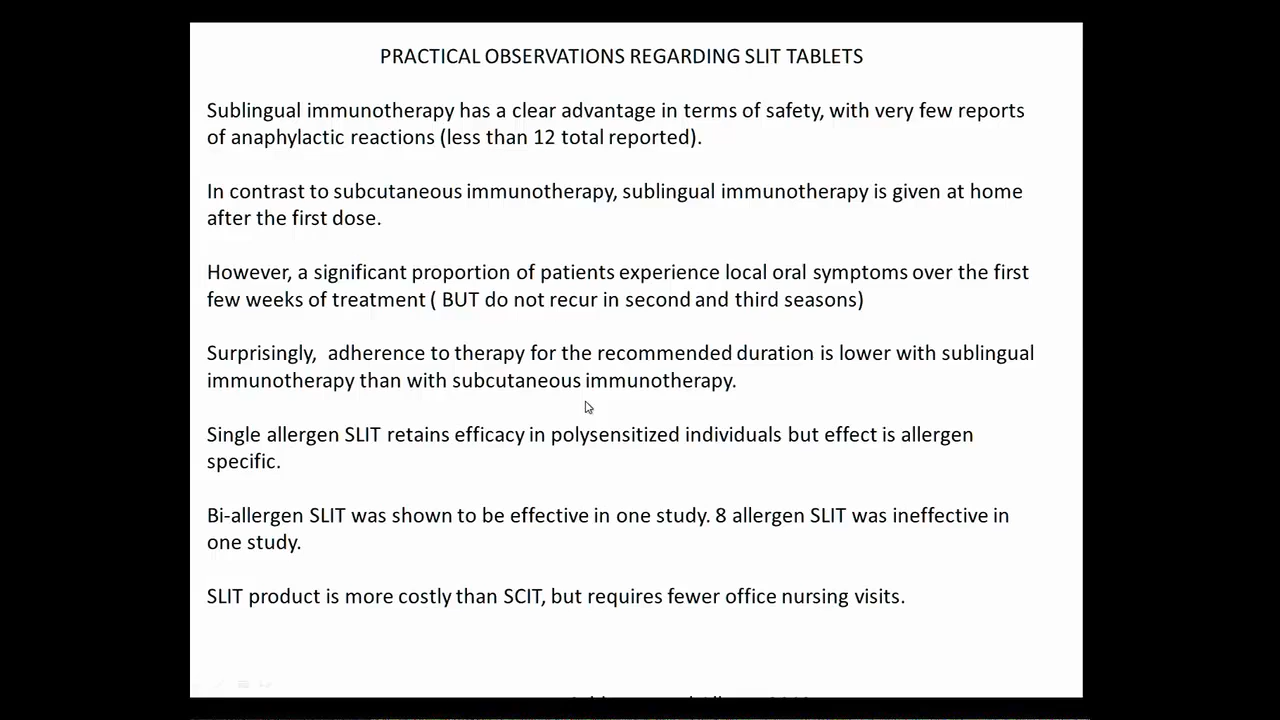 PRACTICAL OBSERVATIONS REGARDING SLIT TABLETS
Sublingual immunotherapy has a clear advantage in terms of safety, with very few reports
of anaphylactic reactions (less than 12 total reported).
In contrast to subcutaneous immunotherapy, sublingual immunotherapy is given at home
after the first dose.
However, a significant proportion of patients experience local oral symptoms over the first
few weeks of treatment ( BUT do not recur in second and third seasons)
Surprisingly,  adherence to therapy for the recommended duration is lower with sublingual
immunotherapy than with subcutaneous immunotherapy.
Single allergen SLIT retains efficacy in polysensitized individuals but effect is allergen
specific.
Bi-allergen SLIT was shown to be effective in one study. 8 allergen SLIT was ineffective in
one study.
SLIT product is more costly than SCIT, but requires fewer office nursing visits.